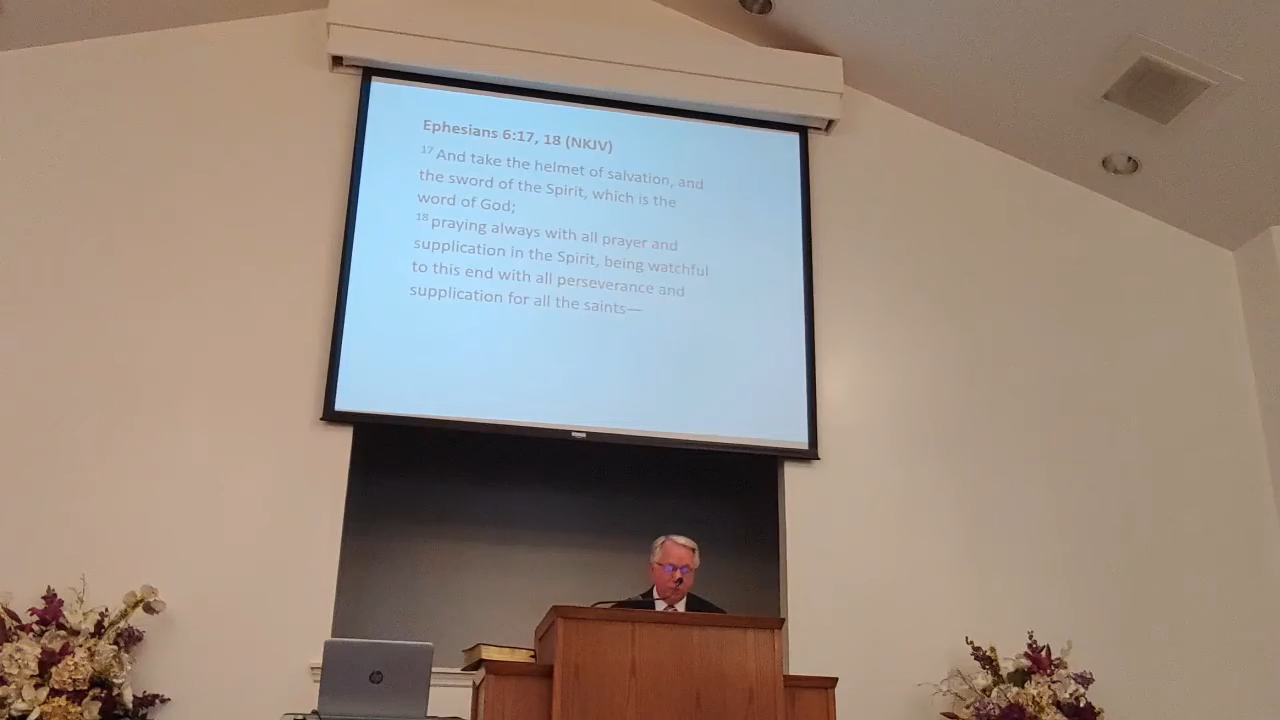 Ephesians 6:17, 18 (NKJV)
17 And take the helmet of salvation, and
the sword of the Spirit, which is the
word of God;
18 praying always with all prayer and
supplication in the Spirit, being watchful
to this end with all perseverance and
supplication for all the saints—
hp